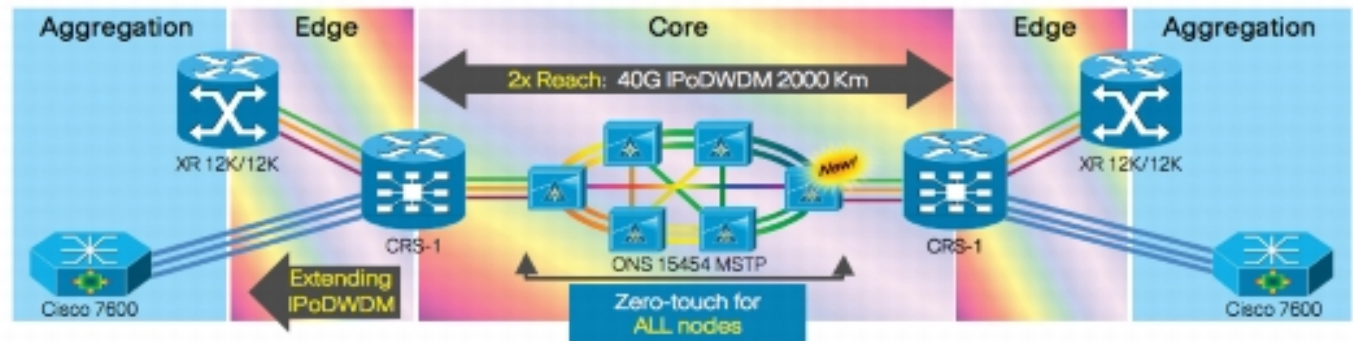 Aggregation
Edge
Core
Edge
Aggregation
2x Reach: 40G IPoDWDM 2000 Km
XR 12K/12K
New!
XR 12K/12K
CRS-1
ONS 15454 MSTP
CRS-1
Extending
IPoDWDM
Cisco 7600
Zero-touch for
ALL nodes
Cisco 7600